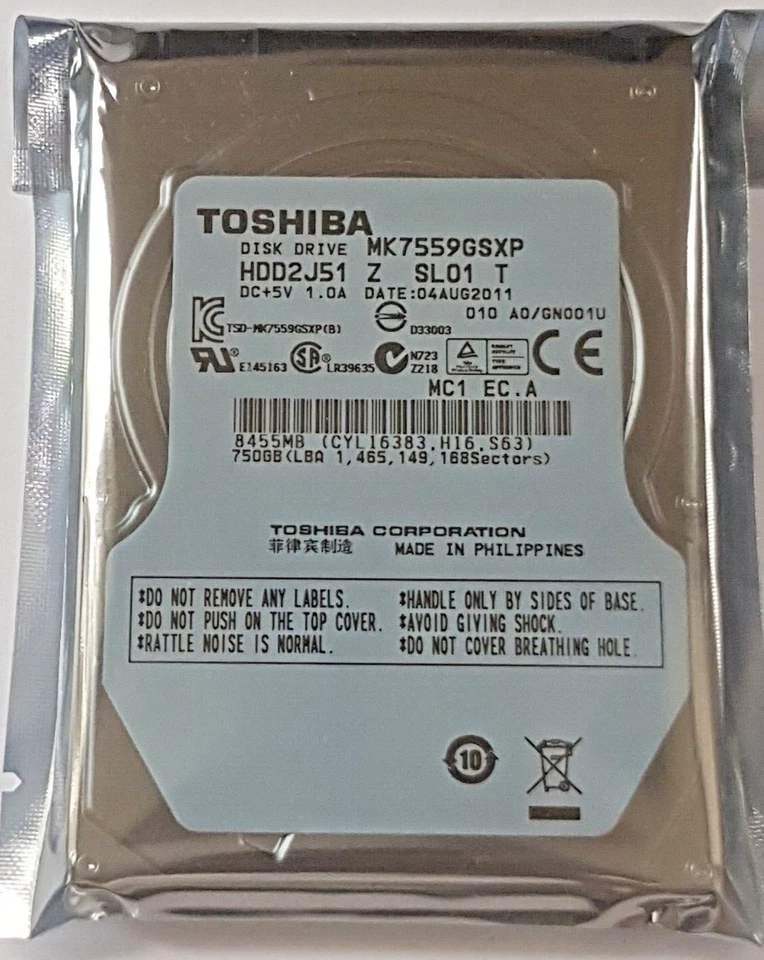 TOSHIBA
DISK DRIVE MK7559GSXP
HDD2J51 Z SL01 T
DC+5V 1.0A DATE:04AUG2011
010 A0/GN001U
TSD-MK7559GSXP(B) D33003
E145163 LR39635 N723
Z218
CE
MC1 EC.A
8455MB (CYL16383,H16,S63)
750GB(LBA 1,465,149,168Sectors)
TOSHIBA CORPORATION
菲律宾制造 MADE IN PHILIPPINES
*DO NOT REMOVE ANY LABELS. *HANDLE ONLY BY SIDES OF BASE.
*DO NOT PUSH ON THE TOP COVER. *AVOID GIVING SHOCK.
*RATTLE NOISE IS NORMAL. *DO NOT COVER BREATHING HOLE.
10